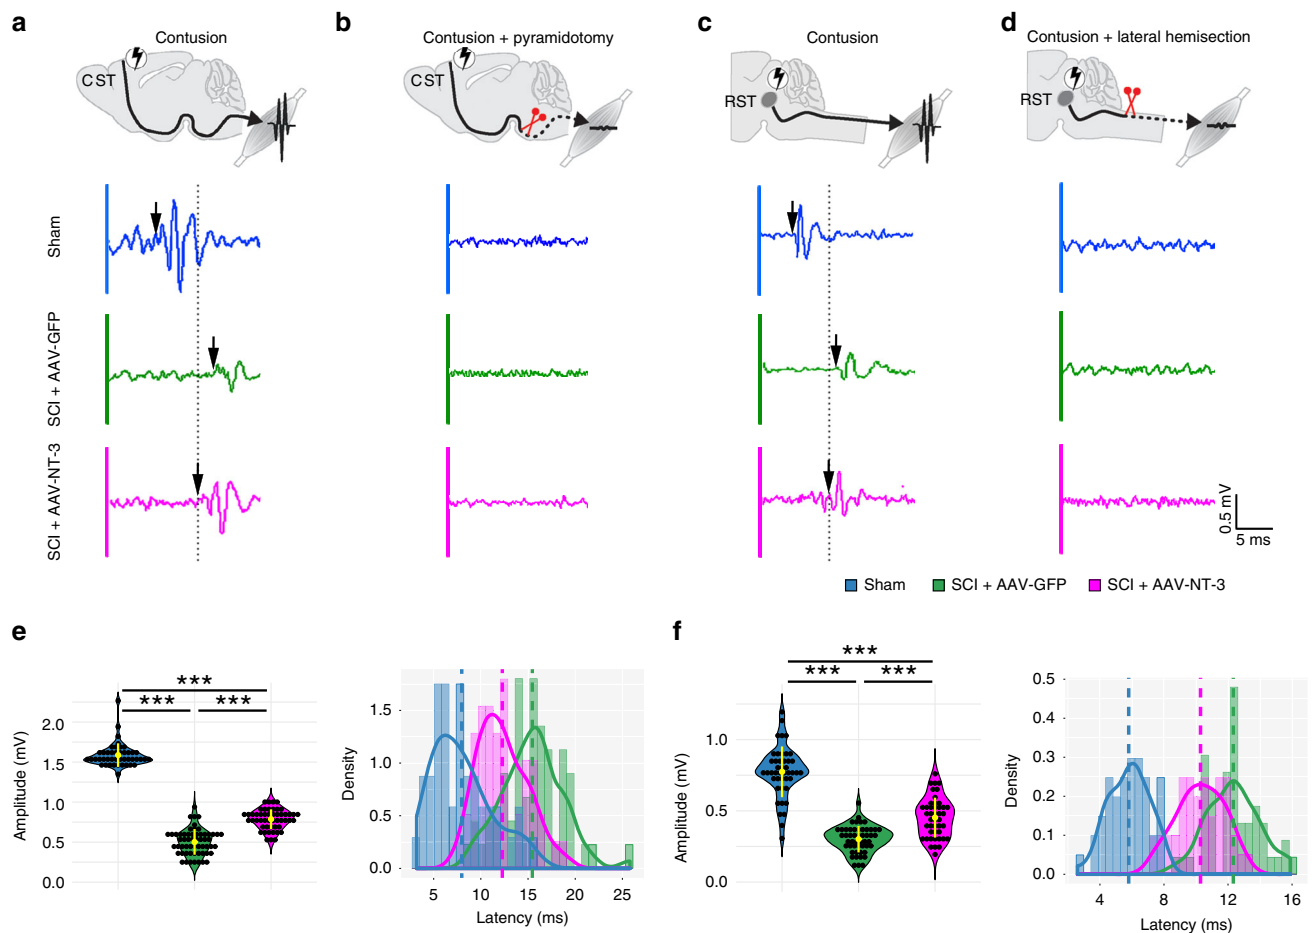 a
b
c
d
Contusion
Contusion + pyramidotomy
Contusion
Contusion + lateral hemisection
CST
CST
RST
RST
Sham
SCI + AAV-GFP
SCI + AAV-NT-3
0.5 mV
5 ms
Sham
SCI + AAV-GFP
SCI + AAV-NT-3
e
f
***
***
***
Amplitude (mV)
2.0
1.5
1.0
0.5
0.0
Density
1.5
1.0
0.5
0.0
5
10
15
20
25
Latency (ms)
***
***
***
Amplitude (mV)
1.0
0.5
0.0
Density
0.5
0.4
0.3
0.2
0.1
0.0
4
8
12
16
Latency (ms)